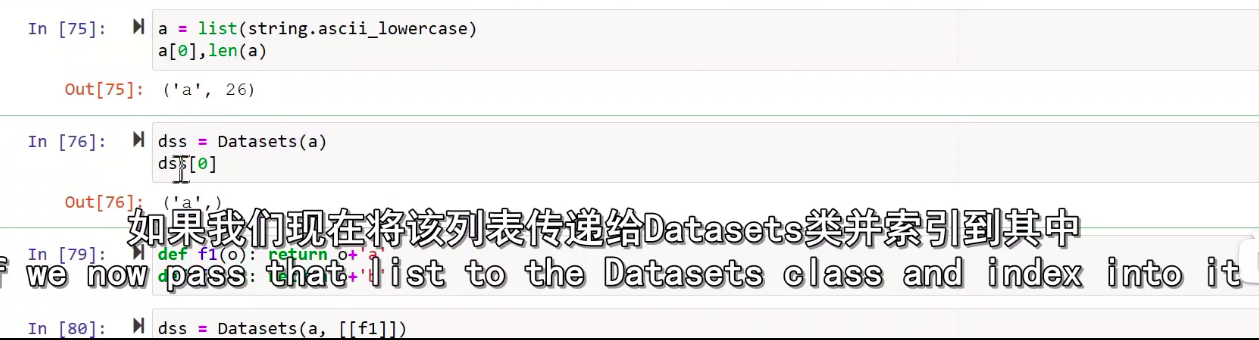 In [75]: a = list(string.ascii_lowercase)
a[0],len(a)
Out[75]: ('a', 26)
In [76]: dss = Datasets(a)
dss[0]
Out[76]: ('a',)
如果我们现在将该列表传递给Datasets类并索引到其中
In [79]: def f1(o): return o+'a'
we now pass that list to the Datasets class and index into it
In [80]: dss = Datasets(a, [[f1]])